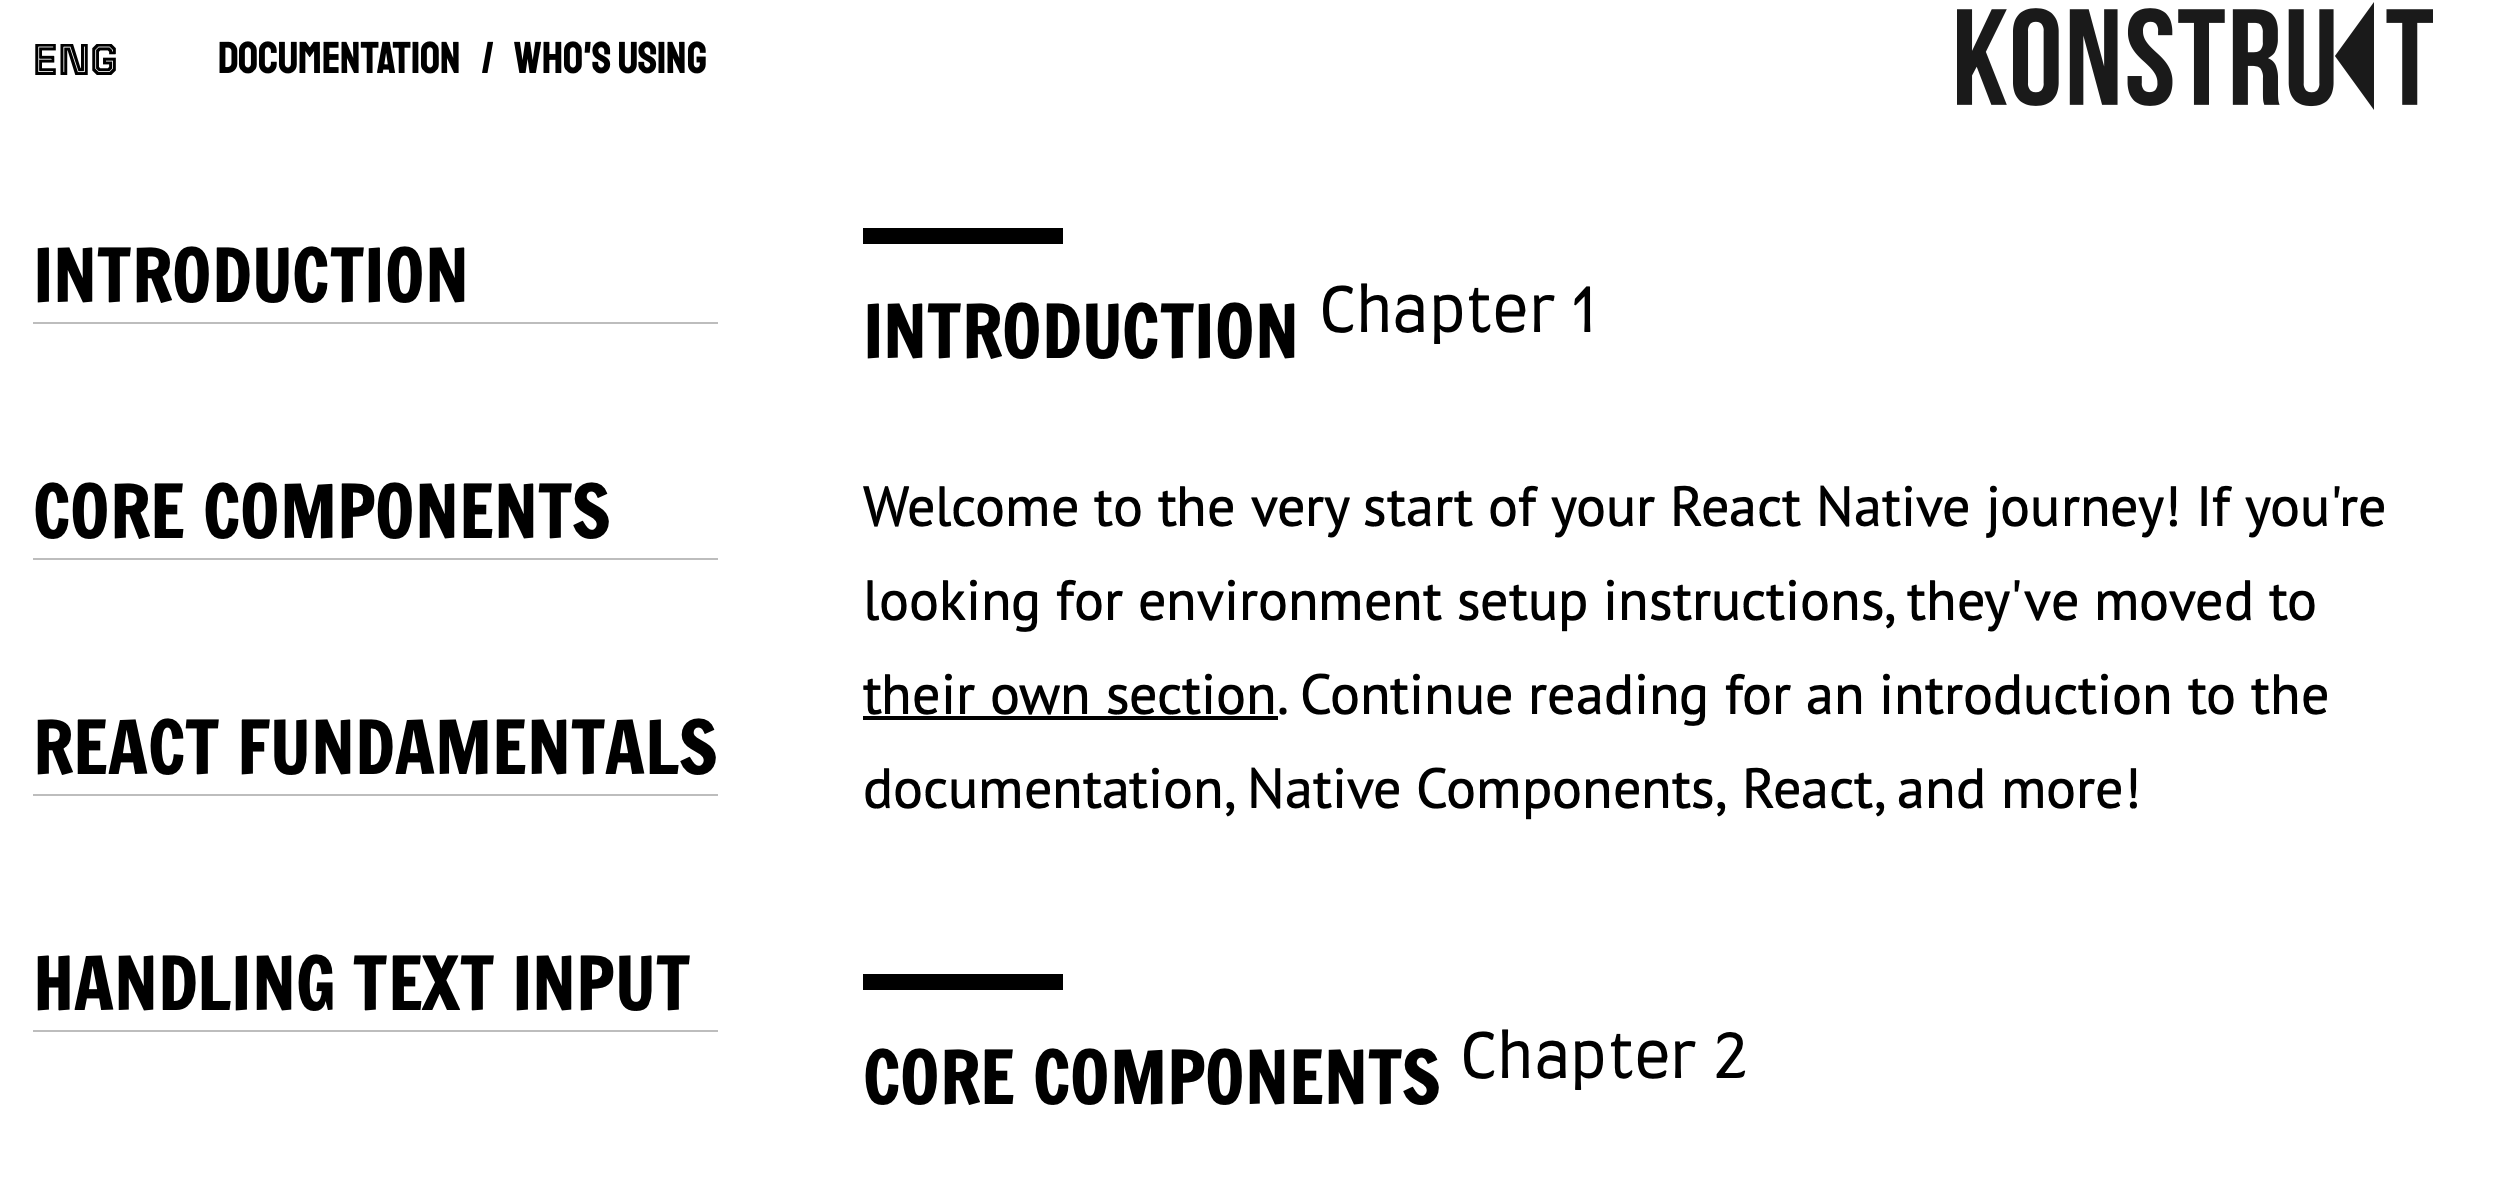 ENG
DOCUMENTATION / WHO'S USING
KONSTRUKT
INTRODUCTION
CORE COMPONENTS
REACT FUNDAMENTALS
HANDLING TEXT INPUT
INTRODUCTION Chapter 1
Welcome to the very start of your React Native journey! If you're
looking for environment setup instructions, they've moved to
their own section. Continue reading for an introduction to the
documentation, Native Components, React, and more!
CORE COMPONENTS Chapter 2